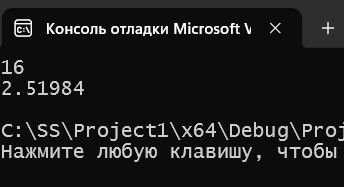 Консоль отладки Microsoft V
16
2.51984
C:\SS\Project1\x64\Debug\Proj
Нажмите любую клавишу, чтобы